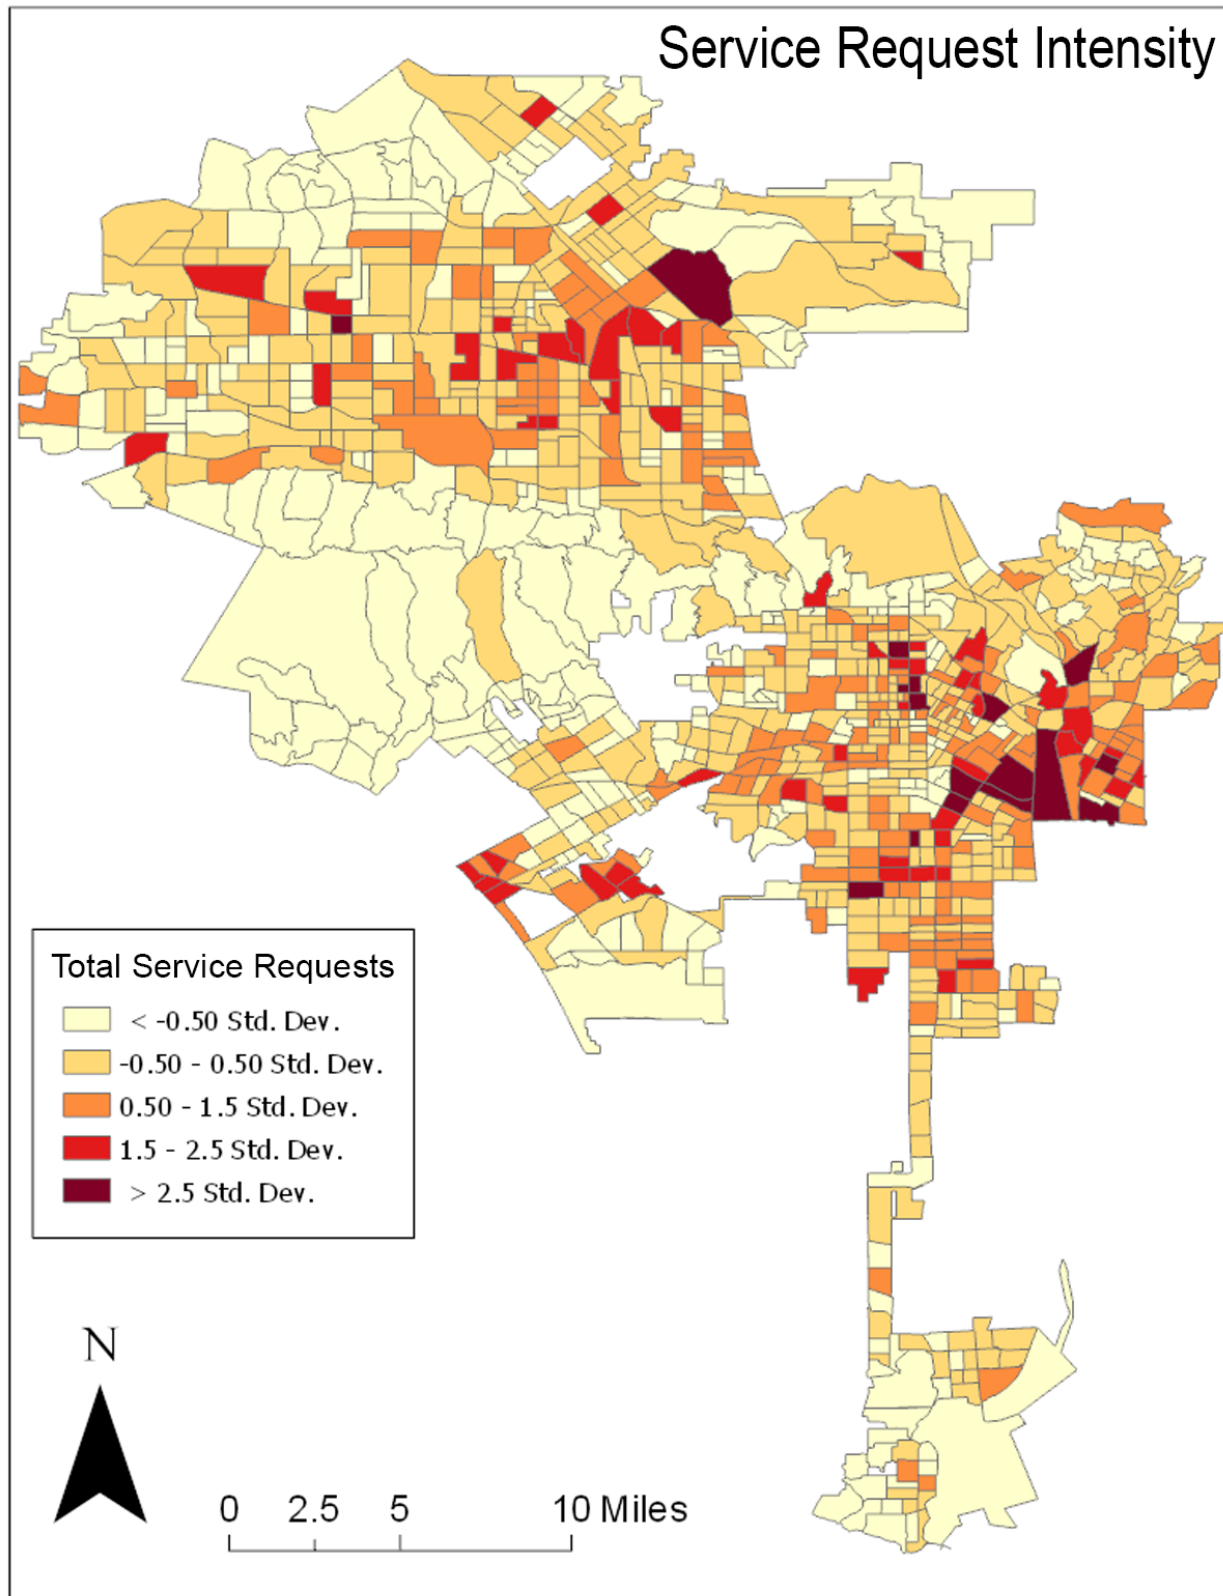 Service Request Intensity
Total Service Requests
< -0.50 Std. Dev.
-0.50 - 0.50 Std. Dev.
0.50 - 1.5 Std. Dev.
1.5 - 2.5 Std. Dev.
> 2.5 Std. Dev.
N
0 2.5 5 10 Miles